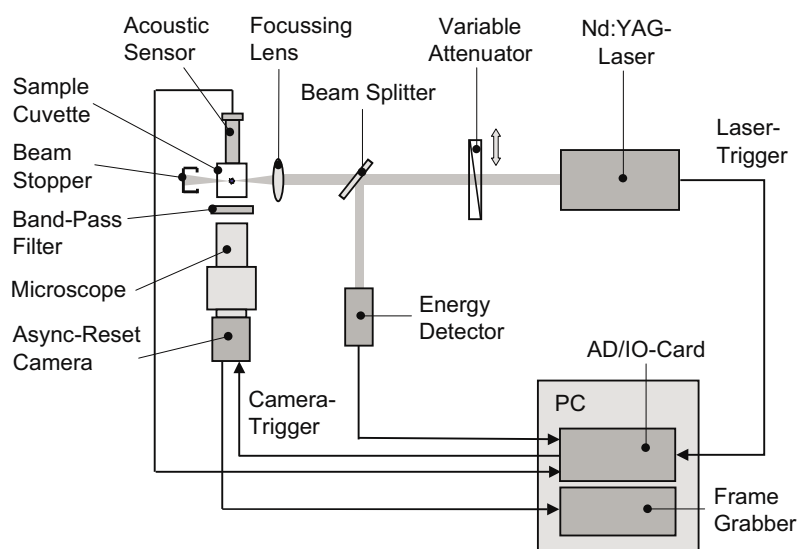 Acoustic
Sensor
Focussing
Lens
Variable
Attenuator
Nd:YAG-
Laser
Sample
Cuvette
Beam Splitter
Laser-
Trigger
Beam
Stopper
Band-Pass
Filter
Microscope
Energy
Detector
Async-Reset
Camera
AD/IO-Card
Camera-
Trigger
PC
Frame
Grabber